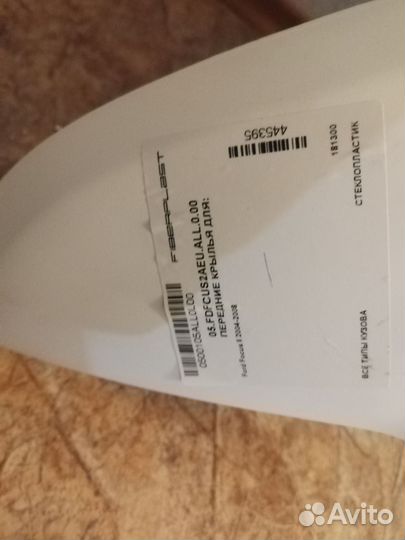 FIBERPLAST
445395
0500105ALL0L00
05.FDFCUS2AEU.ALL.0.00
ПЕРЕДНИЕ КРЫЛЬЯ ДЛЯ:
Ford Focus II 2004-2008
181300
ВСЕ ТИПЫ КУЗОВА
СТЕКЛОПЛАСТИК
Avito